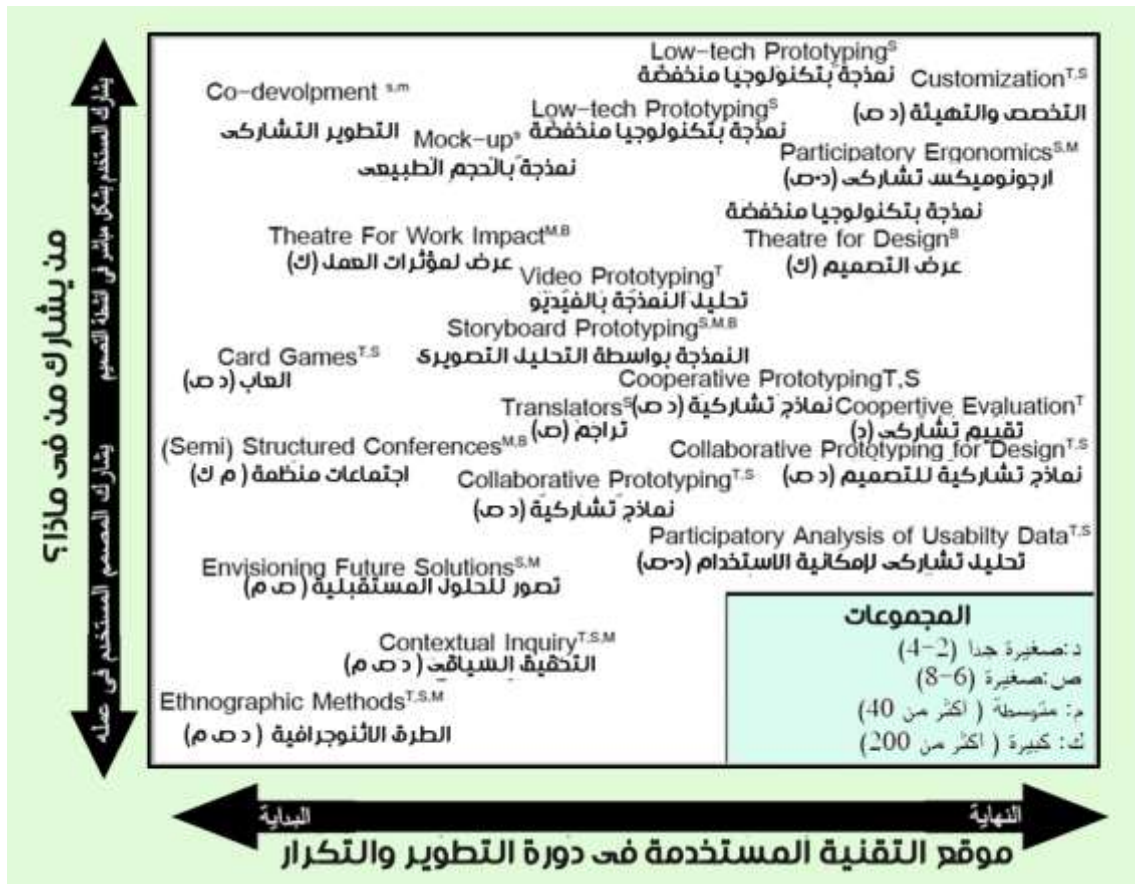 Low-tech Prototyping^S
نمذجة بتكنولوجيا منخفضة
Customization^T,S
التخصص والتهيئة (د ص)
Co-devolpment s,m
التطوير التشاركى
Low-tech Prototyping^S
نمذجة بتكنولوجيا منخفضة
Mock-up^s
نمذجة بالحجم الطبيعى
Participatory Ergonomics^S.M
ارجونوميكس تشاركى (د.ص)
نمذجة بتكنولوجيا منخفضة
Theatre for Design^B
عرض التصميم (ك)
Theatre For Work Impact^M.B
عرض لمؤثرات العمل (ك)
Video Prototyping^T
تحليل النمذجة بالفيديو
Storyboard Prototyping^S.M.B
النمذجة بواسطة التحليل التصويرى
Card Games^T,S
العاب (د ص)
Cooperative PrototypingT,S
نماذج تشاركية (د ص)
Translators^S
تراجم (ص)
Coopertive Evaluation^T
تقييم تشاركى (د)
(Semi) Structured Conferences^M.B
اجتماعات منظمة ( م ك)
Collaborative Prototyping for Design^T.S
نماذج تشاركية للتصميم (د ص)
Collaborative Prototyping^T.S
نماذج تشاركية (د ص)
Participatory Analysis of Usabilty Data^T.S
تحليل تشاركى لإمكانية الاستخدام (د.ص)
Envisioning Future Solutions^S.M
تصور للحلول المستقبلية ( ص م)
Contextual Inquiry^T.S.M
التحقيق السياقى ( د ص م)
Ethnographic Methods^T.S.M
الطرق الاثنوجرافية ( د ص م)
المجموعات
د:صغيرة جدا (2-4)
ص:صغيرة (6-8)
م: متوسطة ( اكثر من 40)
ك: كبيرة ( اكثر من 200)
من يشارك من فى ماذا؟
يشارك المستخدم بشكل مباشر فى انشطة التصميم
يشارك المصمم المستخدم فى عمله
النهاية
البداية
موقع التقنية المستخدمة فى دورة التطوير والتكرار